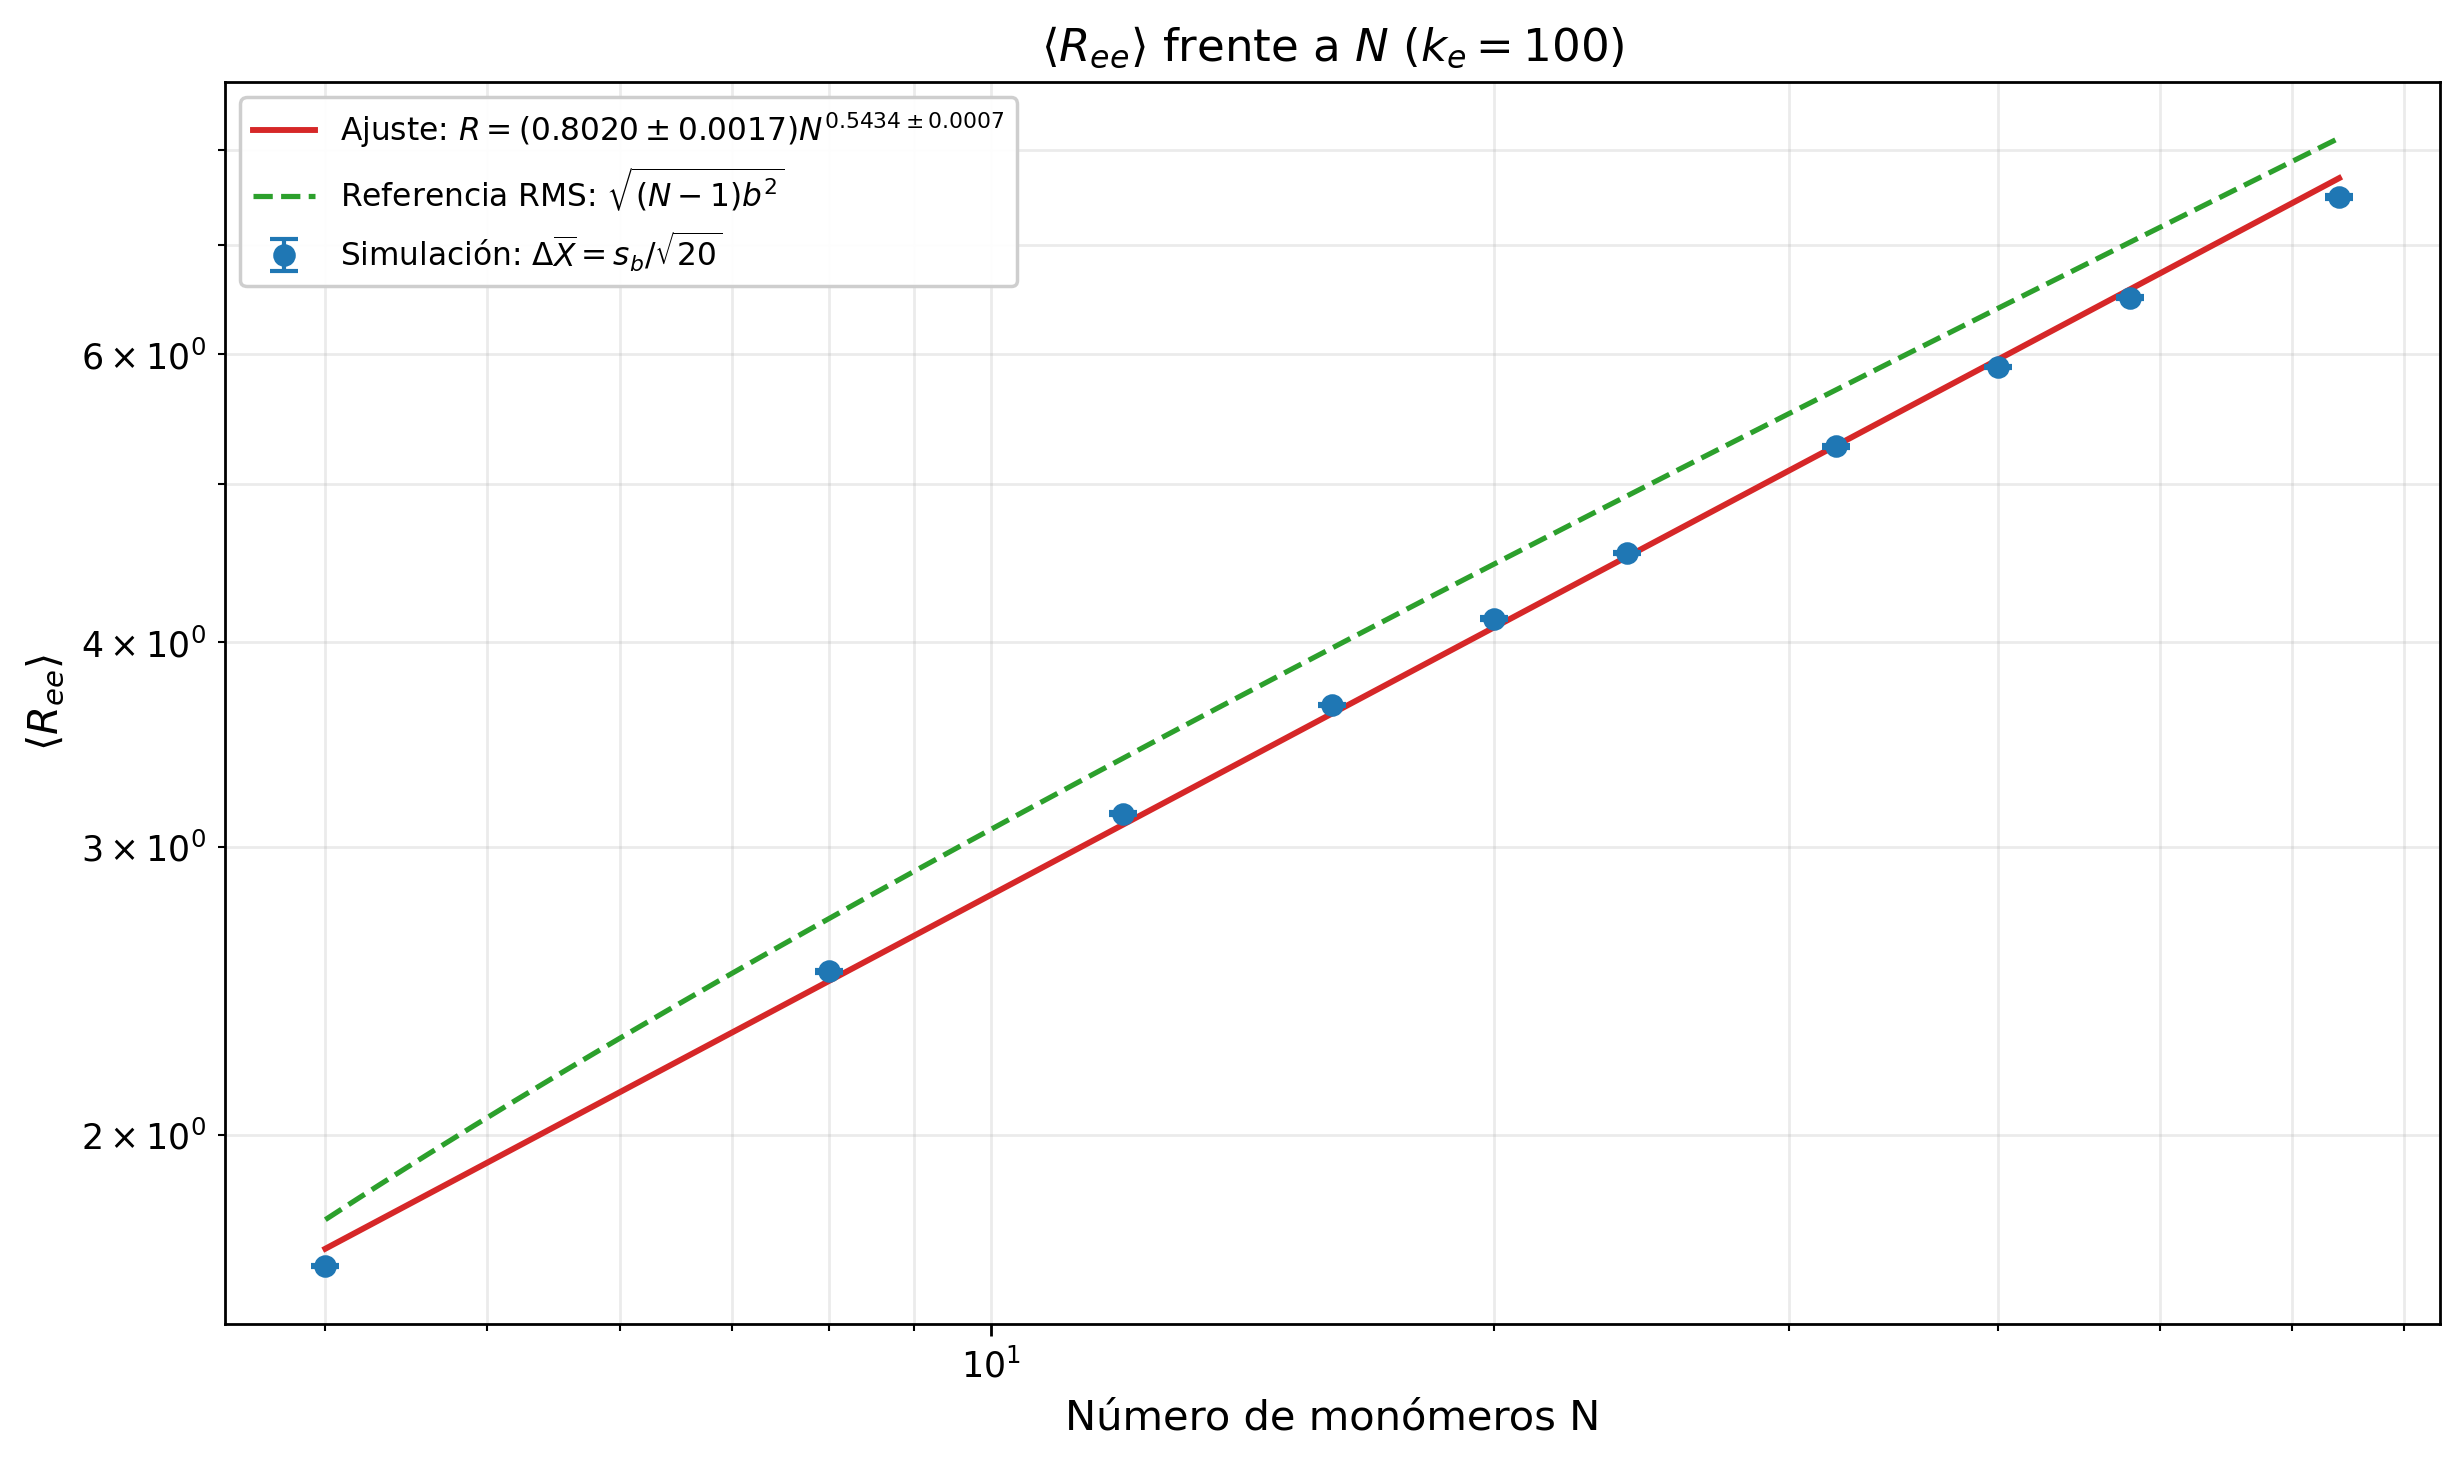 ⟨R_ee⟩ frente a N (k_e = 100)
Ajuste: R = (0.8020 ± 0.0017)N^{0.5434 ± 0.0007}
Referencia RMS: √((N − 1)b²)
Simulación: ΔX̅ = s_b/√20
6 × 10⁰
4 × 10⁰
3 × 10⁰
2 × 10⁰
⟨R_ee⟩
10¹
Número de monómeros N